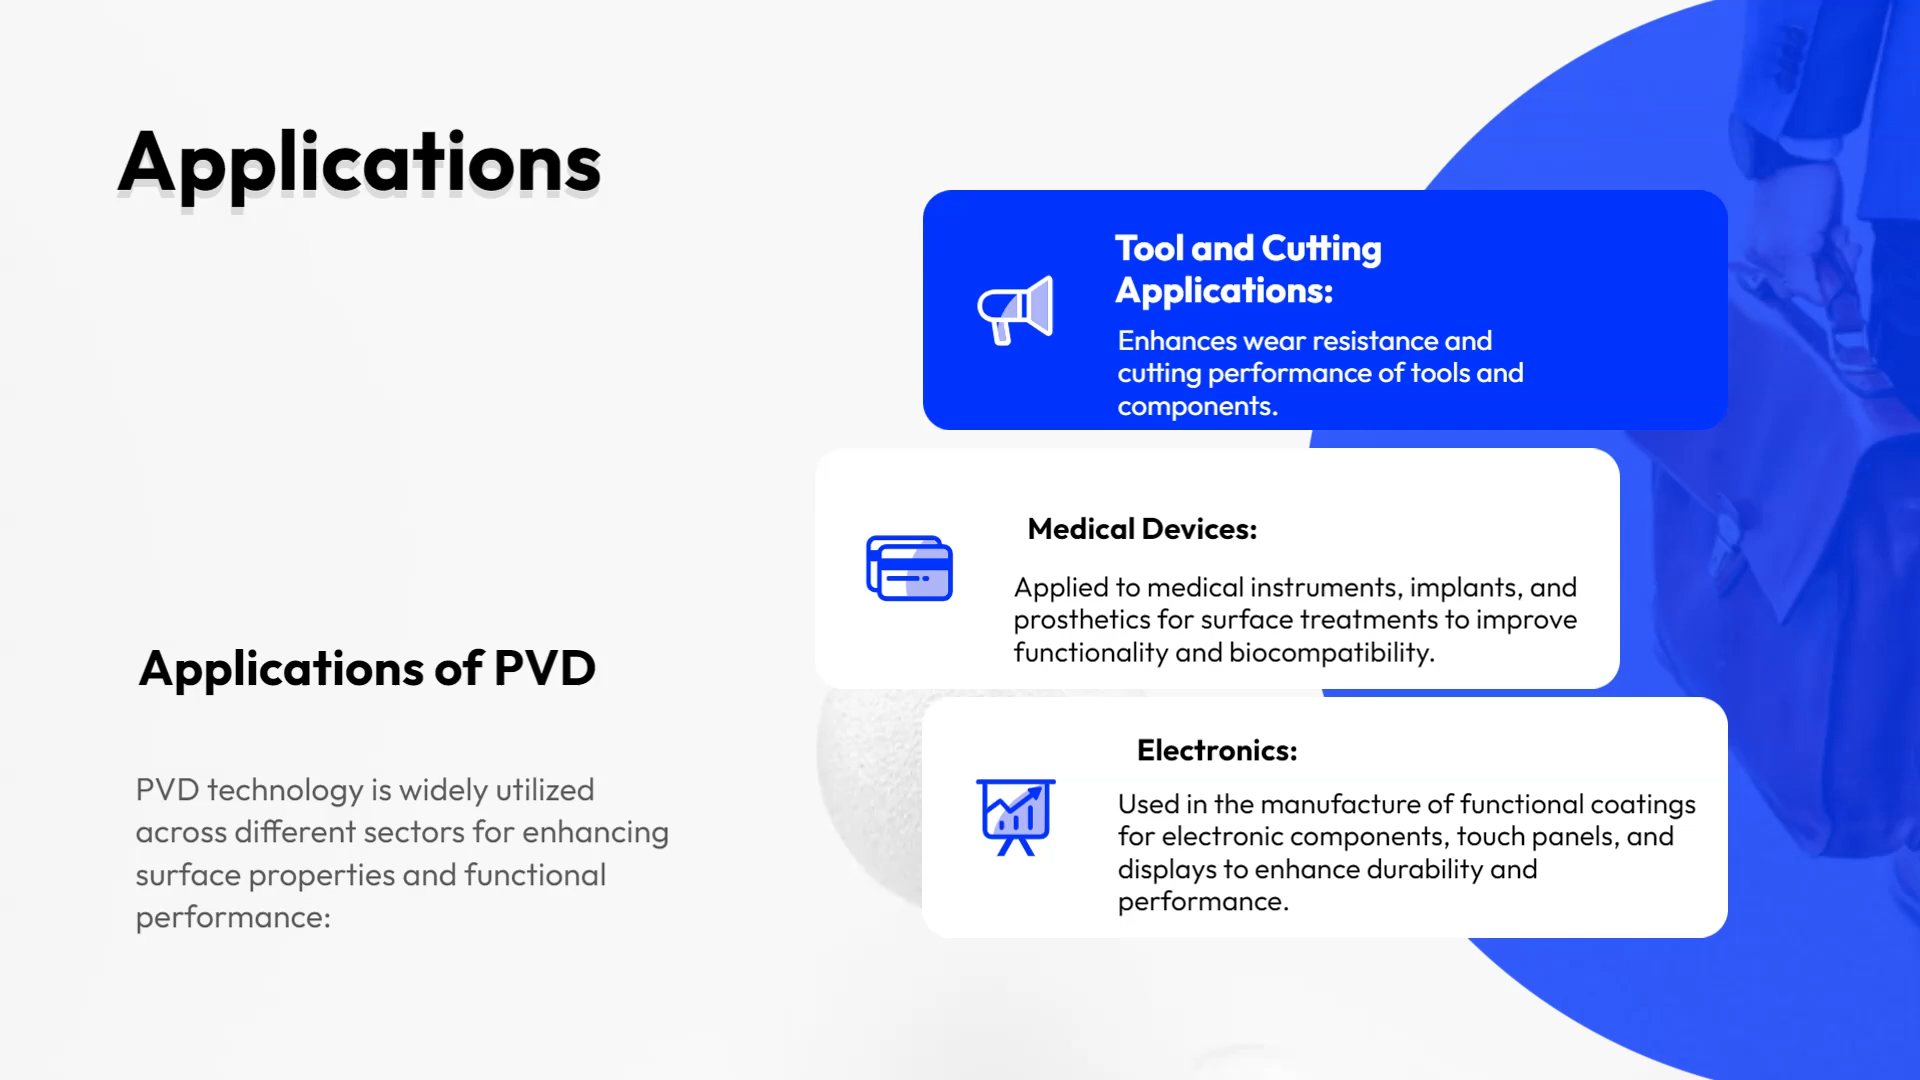 Applications
Applications of PVD
PVD technology is widely utilized
across different sectors for enhancing
surface properties and functional
performance:
Tool and Cutting
Applications:
Enhances wear resistance and
cutting performance of tools and
components.
Medical Devices:
Applied to medical instruments, implants, and
prosthetics for surface treatments to improve
functionality and biocompatibility.
Electronics:
Used in the manufacture of functional coatings
for electronic components, touch panels, and
displays to enhance durability and
performance.